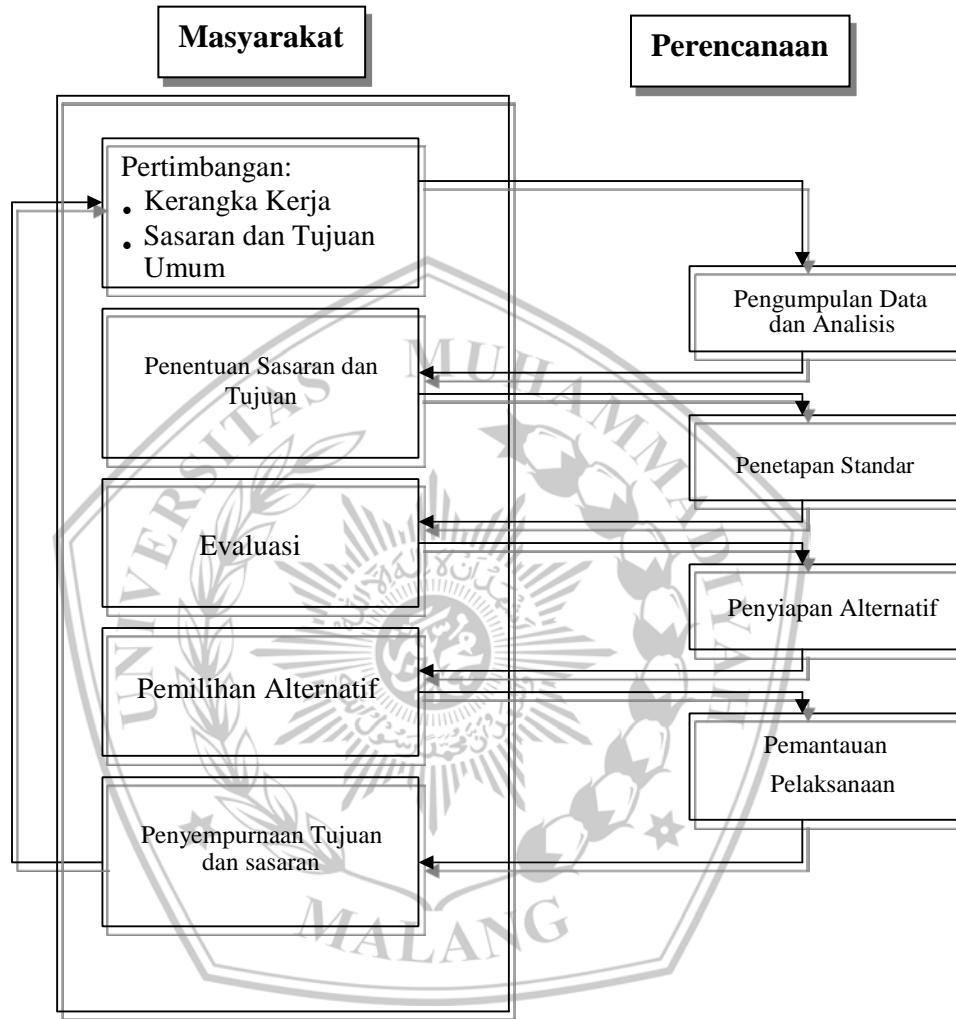 Masyarakat
Perencanaan
Pertimbangan:
• Kerangka Kerja
• Sasaran dan Tujuan
Umum
Pengumpulan Data
dan Analisis
Penentuan Sasaran dan
Tujuan
Penetapan Standar
Evaluasi
Penyiapan Alternatif
Pemilihan Alternatif
Pemantauan
Pelaksanaan
Penyempurnaan Tujuan
dan sasaran
UNIVERSITAS MUHAMMADIYAH
MALANG